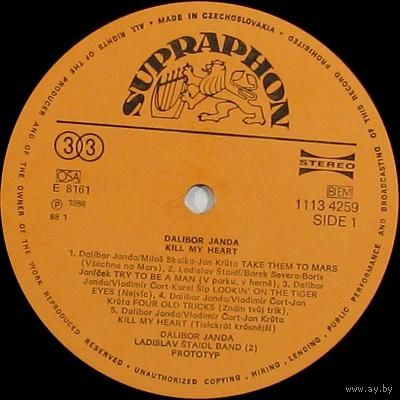 ALL RIGHTS OF THE PRODUCER AND OF THE OWNER OF THE WORK REPRODUCED RESERVED • UNAUTHORIZED COPYING, HIRING, LENDING, PUBLIC PERFORMANCE AND BROADCASTING OF THIS RECORD PROHIBITED • MADE IN CZECHOSLOVAKIA •
SUPRAPHON
33
STEREO
OSA
BIEM
E 8161
1113 4259
Ⓟ 1988
SIDE 1
88 1
DALIBOR JANDA
KILL MY HEART
1. Dalibor Janda/Miloš Skalka-Jan Krůta TAKE THEM TO MARS
(Všechno na Mars), 2. Ladislav Štaidl/Borek Severa-Boris
Janíček TRY TO BE A MAN (V parku, v herně), 3. Dalibor
Janda/Vladimír Čort-Karel Šíp LOOKIN' ON THE TIGER
EYES (Nejvíc), 4. Dalibor Janda/Vladimír Čort-Jan
Krůta FOUR OLD TRICKS (Znám tvůj trik),
5. Dalibor Janda/Vladimír Čort-Jan Krůta
KILL MY HEART (Tisíckrát krásnější)
DALIBOR JANDA
LADISLAV ŠTAIDL BAND (2)
PROTOTYP
www.ay.by